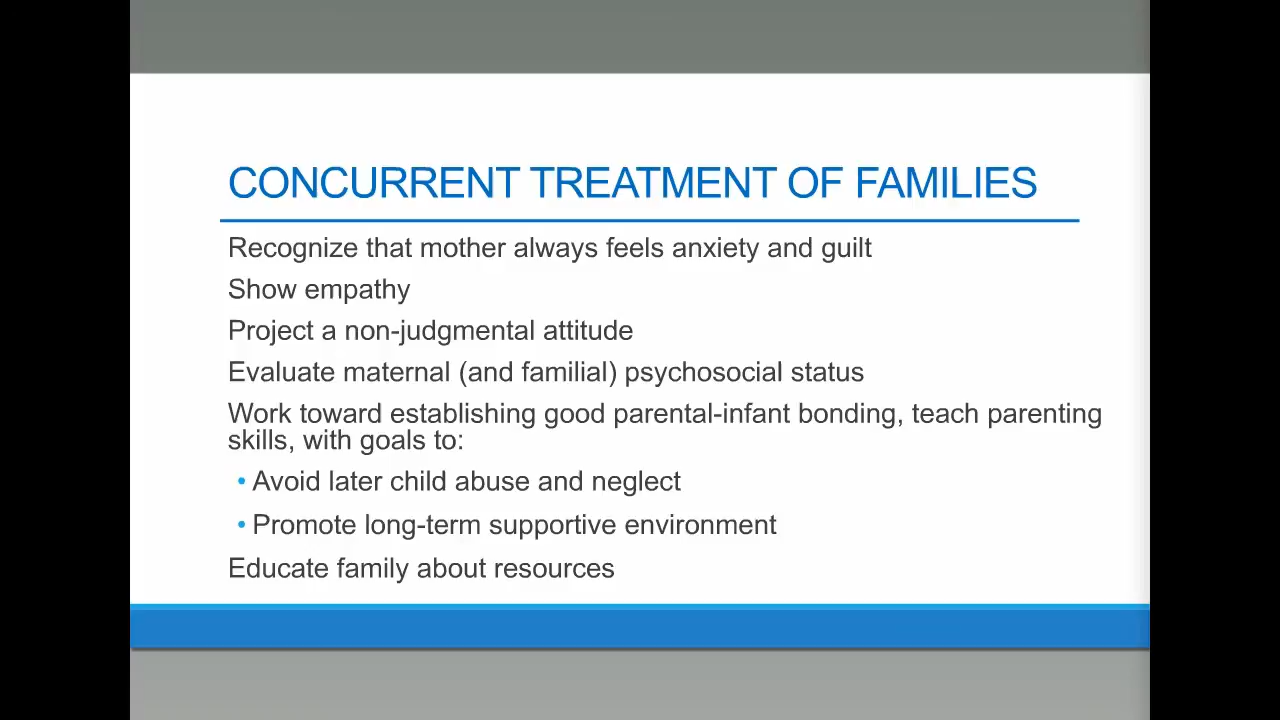 CONCURRENT TREATMENT OF FAMILIES
Recognize that mother always feels anxiety and guilt
Show empathy
Project a non-judgmental attitude
Evaluate maternal (and familial) psychosocial status
Work toward establishing good parental-infant bonding, teach parenting
skills, with goals to:
• Avoid later child abuse and neglect
• Promote long-term supportive environment
Educate family about resources